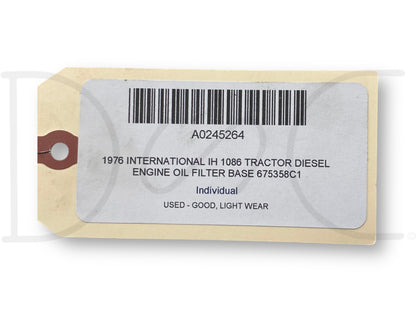 A0245264
1976 INTERNATIONAL IH 1086 TRACTOR DIESEL
ENGINE OIL FILTER BASE 675358C1
Individual
USED - GOOD, LIGHT WEAR